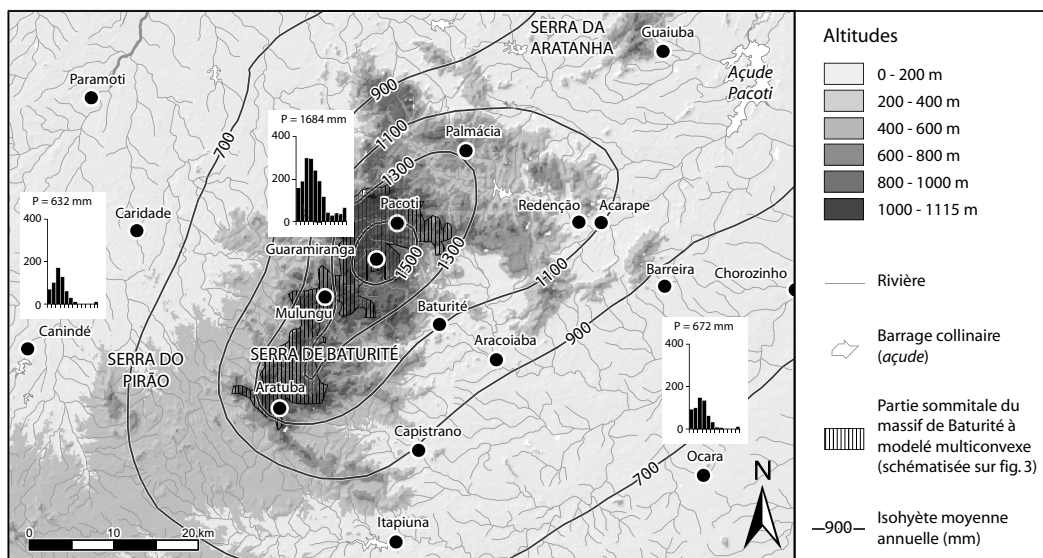 SERRA DA
ARATANHA
Guaiuba
Açude
Pacoti
Paramoti
900
700
P = 1684 mm
400
200
0
1100
1300
Palmácia
P = 632 mm
400
200
0
Caridade
Pacoti
Redenção
Acarape
Guaramiranga
1500
1300
1100
Barreira
Chorozinho
Mulungu
Baturité
900
Canindé
SERRA DO
PIRÃO
SERRA DE BATURITÉ
Aracoiaba
P = 672 mm
400
200
0
Aratuba
Capistrano
700
Ocara
N
Itapiuna
0 10 20 km
Altitudes
0 - 200 m
200 - 400 m
400 - 600 m
600 - 800 m
800 - 1000 m
1000 - 1115 m
Rivière
Barrage collinaire
(açude)
Partie sommitale du
massif de Baturité à
modelé multiconvexe
(schématisée sur fig. 3)
900
Isohyète moyenne
annuelle (mm)